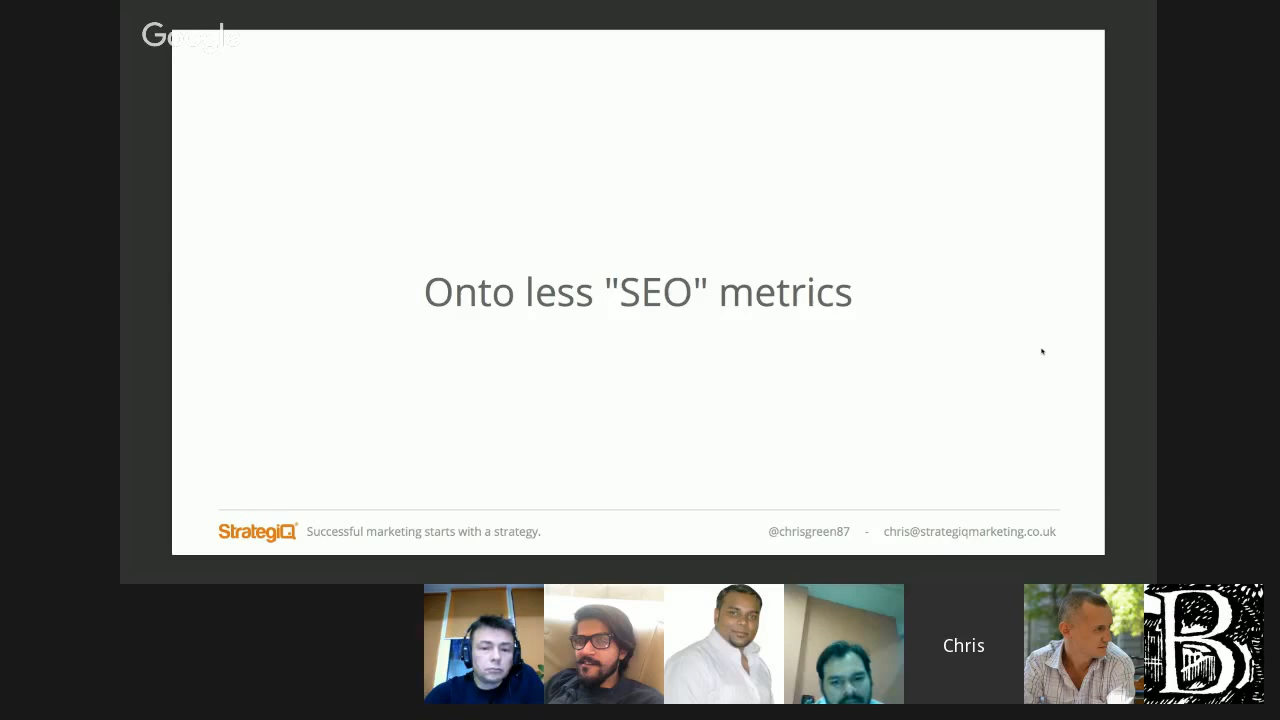 Google
Onto less "SEO" metrics
StrategiQ Successful marketing starts with a strategy. @chrisgreen87 - chris@strategiqmarketing.co.uk
Chris
B